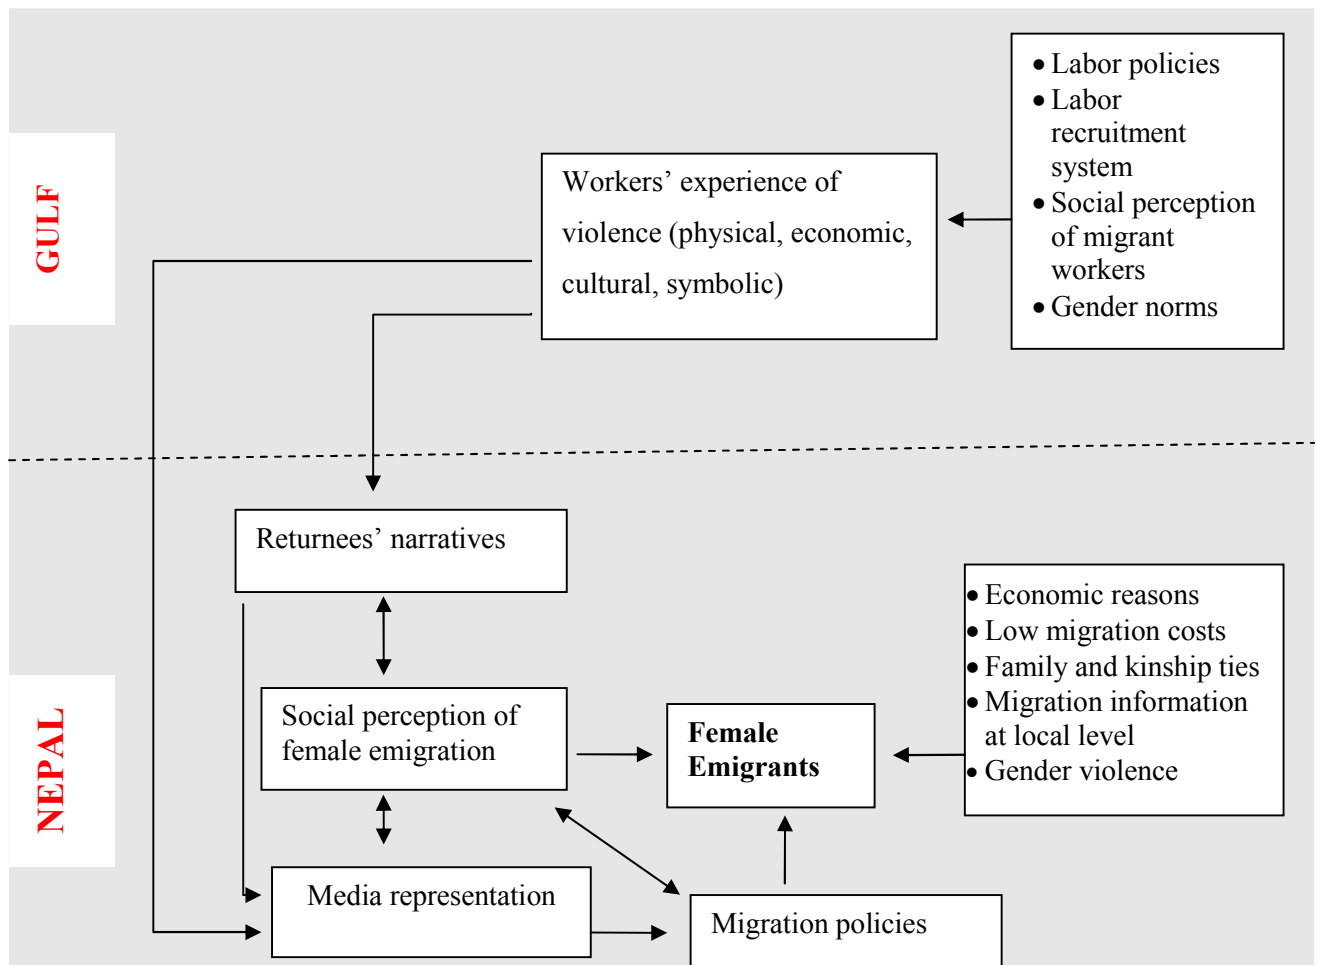 GULF
• Labor policies
• Labor
recruitment
system
• Social perception
of migrant
workers
• Gender norms
Workers’ experience of
violence (physical, economic,
cultural, symbolic)
NEPAL
Returnees’ narratives
Social perception of
female emigration
Female
Emigrants
• Economic reasons
• Low migration costs
• Family and kinship ties
• Migration information
at local level
• Gender violence
Media representation
Migration policies